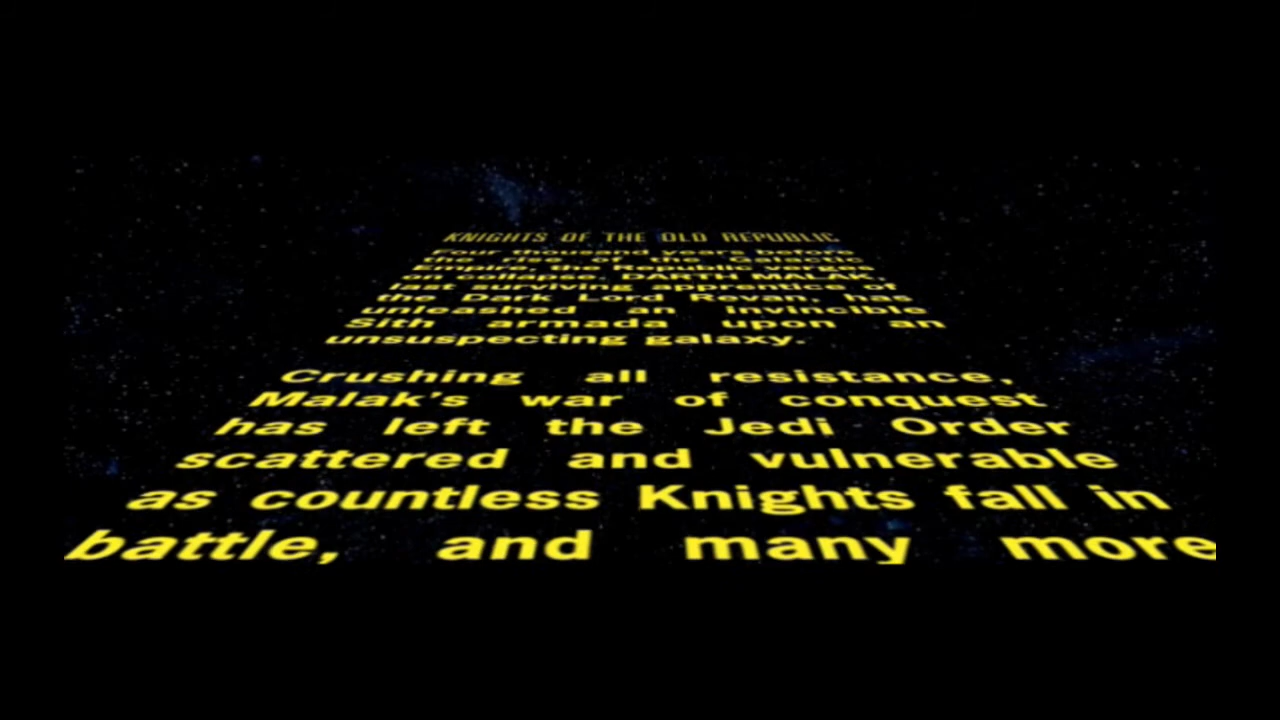 KNIGHTS OF THE OLD REPUBLIC
Four thousand years before
the rise of the Galactic
Empire, the Republic verges
on collapse. DARTH MALAK,
last surviving apprentice of
the Dark Lord Revan, has
unleashed an invincible
Sith armada upon an
unsuspecting galaxy.
Crushing all resistance,
Malak's war of conquest
has left the Jedi Order
scattered and vulnerable
as countless Knights fall in
battle, and many more